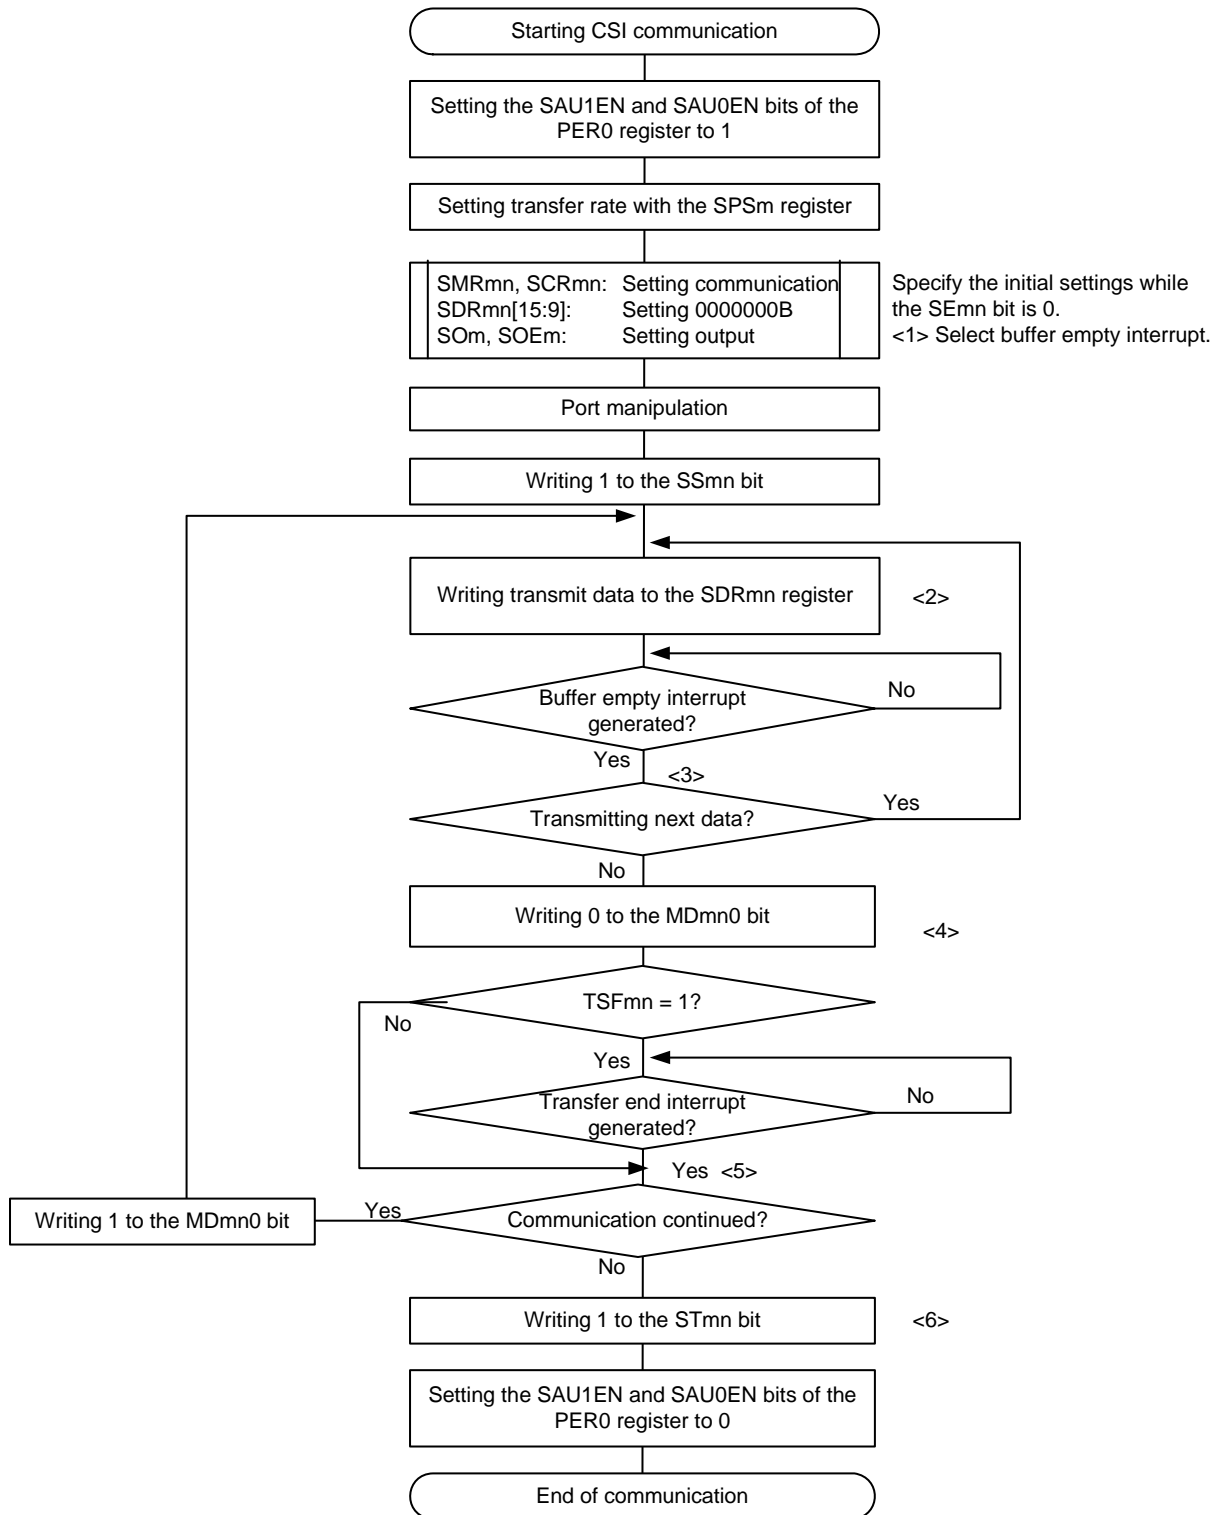 Starting CSI communication
Setting the SAU1EN and SAU0EN bits of the
PER0 register to 1
Setting transfer rate with the SPSm register
SMRmn, SCRmn: Setting communication
SDRmn[15:9]: Setting 0000000B
SOm, SOEm: Setting output
Specify the initial settings while
the SEmn bit is 0.
<1> Select buffer empty interrupt.
Port manipulation
Writing 1 to the SSmn bit
Writing transmit data to the SDRmn register
<2>
Buffer empty interrupt
generated?
No
Yes
<3>
Transmitting next data?
Yes
No
Writing 0 to the MDmn0 bit
<4>
TSFmn = 1?
No
Yes
Transfer end interrupt
generated?
No
Yes <5>
Communication continued?
Yes
Writing 1 to the MDmn0 bit
No
Writing 1 to the STmn bit
<6>
Setting the SAU1EN and SAU0EN bits of the
PER0 register to 0
End of communication